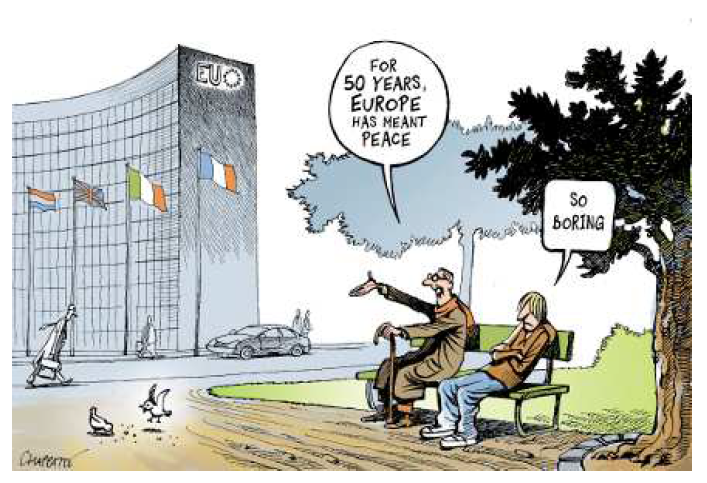 EU
FOR
50 YEARS,
EUROPE
HAS MEANT
PEACE
SO
BORING
CHAPPATTE